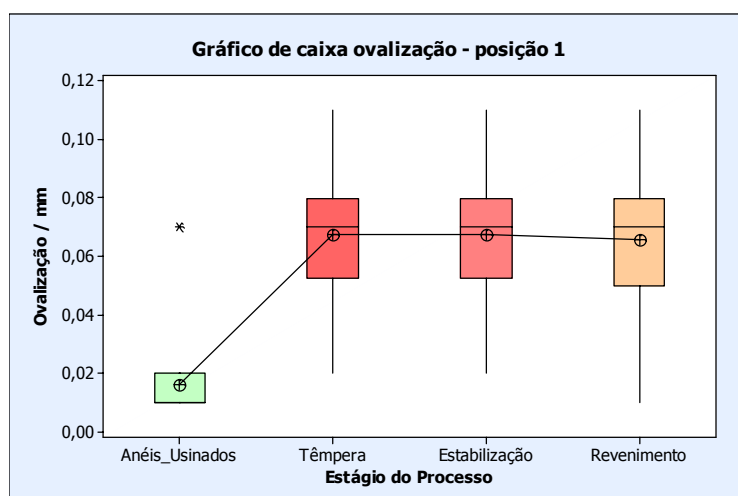 Gráfico de caixa ovalização - posição 1
0,12
0,10
0,08
0,06
0,04
0,02
0,00
Ovalização / mm
Anéis_Usinados Têmpera Estabilização Revenimento
Estágio do Processo